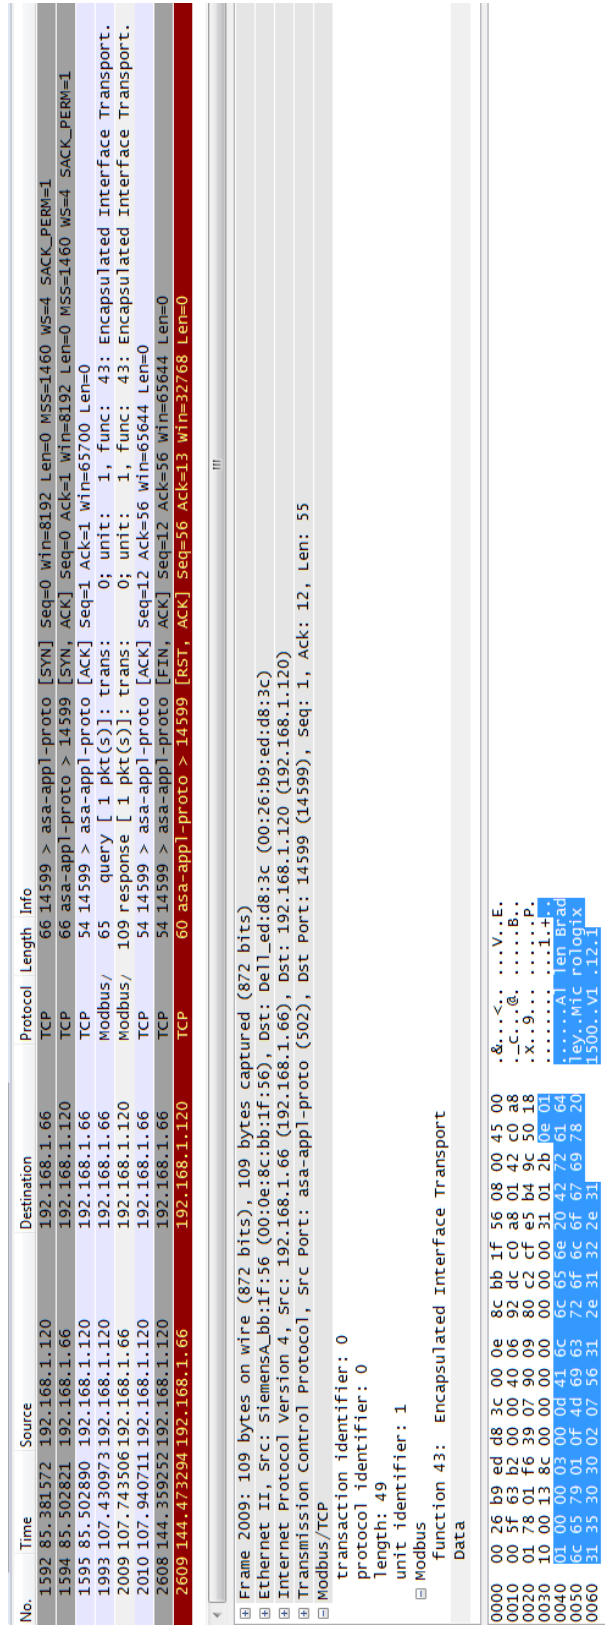 No. Time Source Destination Protocol Length Info
1592 85.381572 192.168.1.120 192.168.1.66 TCP 66 14599 > asa-appl-proto [SYN] Seq=0 Win=8192 Len=0 MSS=1460 WS=4 SACK_PERM=1
1594 85.502821 192.168.1.66 192.168.1.120 TCP 66 asa-appl-proto > 14599 [SYN, ACK] Seq=0 Ack=1 Win=8192 Len=0 MSS=1460 WS=4 SACK_PERM=1
1595 85.502890 192.168.1.120 192.168.1.66 TCP 54 14599 > asa-appl-proto [ACK] Seq=1 Ack=1 Win=65700 Len=0
1993 107.430973 192.168.1.120 192.168.1.66 Modbus/ 65 query [ 1 pkt(s)]: trans: 0; unit: 1, func: 43: Encapsulated Interface Transport.
2009 107.743506 192.168.1.66 192.168.1.120 Modbus/ 109 response [ 1 pkt(s)]: trans: 0; unit: 1, func: 43: Encapsulated Interface Transport.
2010 107.940711 192.168.1.120 192.168.1.66 TCP 54 14599 > asa-appl-proto [ACK] Seq=12 Ack=56 Win=65644 Len=0
2608 144.359252 192.168.1.120 192.168.1.66 TCP 54 14599 > asa-appl-proto [FIN, ACK] Seq=12 Ack=56 Win=65644 Len=0
2609 144.473294 192.168.1.66 192.168.1.120 TCP 60 asa-appl-proto > 14599 [RST, ACK] Seq=56 Ack=13 Win=32768 Len=0
Frame 2009: 109 bytes on wire (872 bits), 109 bytes captured (872 bits)
Ethernet II, Src: SiemensA_bb:1f:56 (00:0e:8c:bb:1f:56), Dst: Dell_ed:d8:3c (00:26:b9:ed:d8:3c)
Internet Protocol Version 4, Src: 192.168.1.66 (192.168.1.66), Dst: 192.168.1.120 (192.168.1.120)
Transmission Control Protocol, Src Port: asa-appl-proto (502), Dst Port: 14599 (14599), Seq: 1, Ack: 12, Len: 55
Modbus/TCP
transaction identifier: 0
protocol identifier: 0
length: 49
unit identifier: 1
Modbus
function 43: Encapsulated Interface Transport
Data
0000 00 26 b9 ed d8 3c 00 0e 8c bb 1f 56 08 00 45 00 .&...<.. ...V..E.
0010 00 5f 63 b2 00 00 40 06 92 dc c0 a8 01 42 c0 a8 ._c...@. .....B..
0020 01 78 01 f6 39 07 90 09 80 c2 cf e5 b4 9c 50 18 .x..9... ......P.
0030 10 00 13 8c 00 00 00 00 00 00 00 31 01 2b 0e 01 ........ ...1.+..
0040 01 00 00 03 00 0d 41 6c 6c 65 6e 20 42 72 61 64 ......Al len Brad
0050 6c 65 79 01 0f 4d 69 63 72 6f 6c 6f 67 69 78 20 ley..Mic rologix
0060 31 35 30 30 02 07 56 31 2e 31 32 2e 31 1500..V1 .12.1